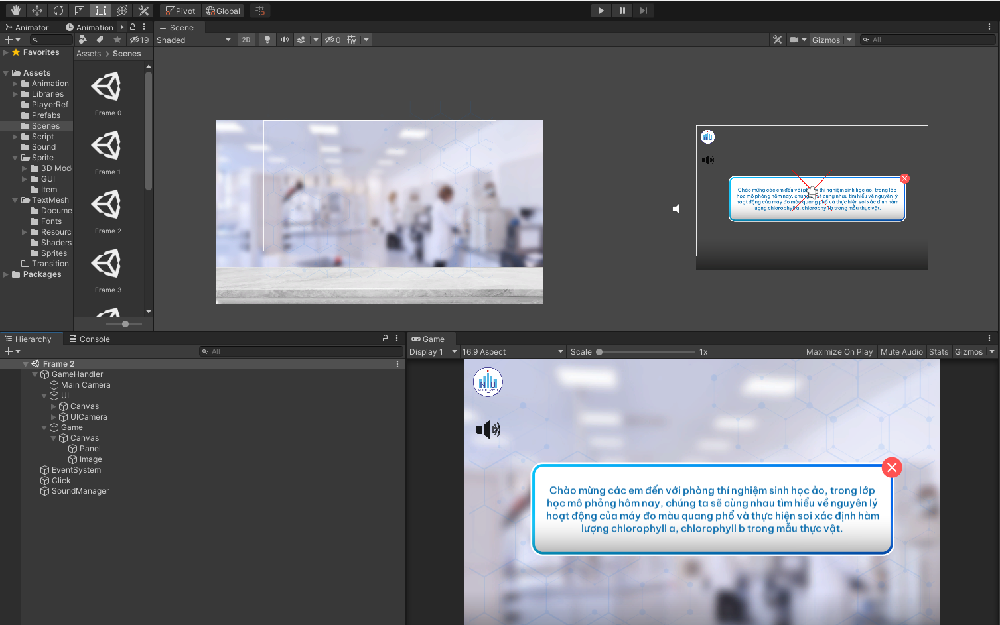 Pivot
Global
Animator
Animation
Scene
19
Shaded
2D
0
Gizmos
All
Favorites
Assets
Scenes
Assets
Animation
Libraries
PlayerRef
Prefabs
Scenes
Script
Sound
Sprite
3D Mode
GUI
Item
TextMesh
Docume
Fonts
Resourc
Shaders
Sprites
Transition
Packages
Frame 0
Frame 1
Frame 2
Frame 3
NTU
Chào mừng các em đến với phòng thí nghiệm sinh học ảo, trong lớp
học mô phỏng hôm nay, chúng ta sẽ cùng nhau tìm hiểu về nguyên lý
hoạt động của máy đo màu quang phổ và thực hiện soi xác định hàm
lượng chlorophyll a, chlorophyll b trong mẫu thực vật.
Hierarchy
Console
All
Frame 2
GameHandler
Main Camera
UI
Canvas
UICamera
Game
Canvas
Panel
Image
EventSystem
Click
SoundManager
Game
Display 1
16:9 Aspect
Scale
1x
Maximize On Play
Mute Audio
Stats
Gizmos
NTU
Chào mừng các em đến với phòng thí nghiệm sinh học ảo, trong lớp
học mô phỏng hôm nay, chúng ta sẽ cùng nhau tìm hiểu về nguyên lý
hoạt động của máy đo màu quang phổ và thực hiện soi xác định hàm
lượng chlorophyll a, chlorophyll b trong mẫu thực vật.